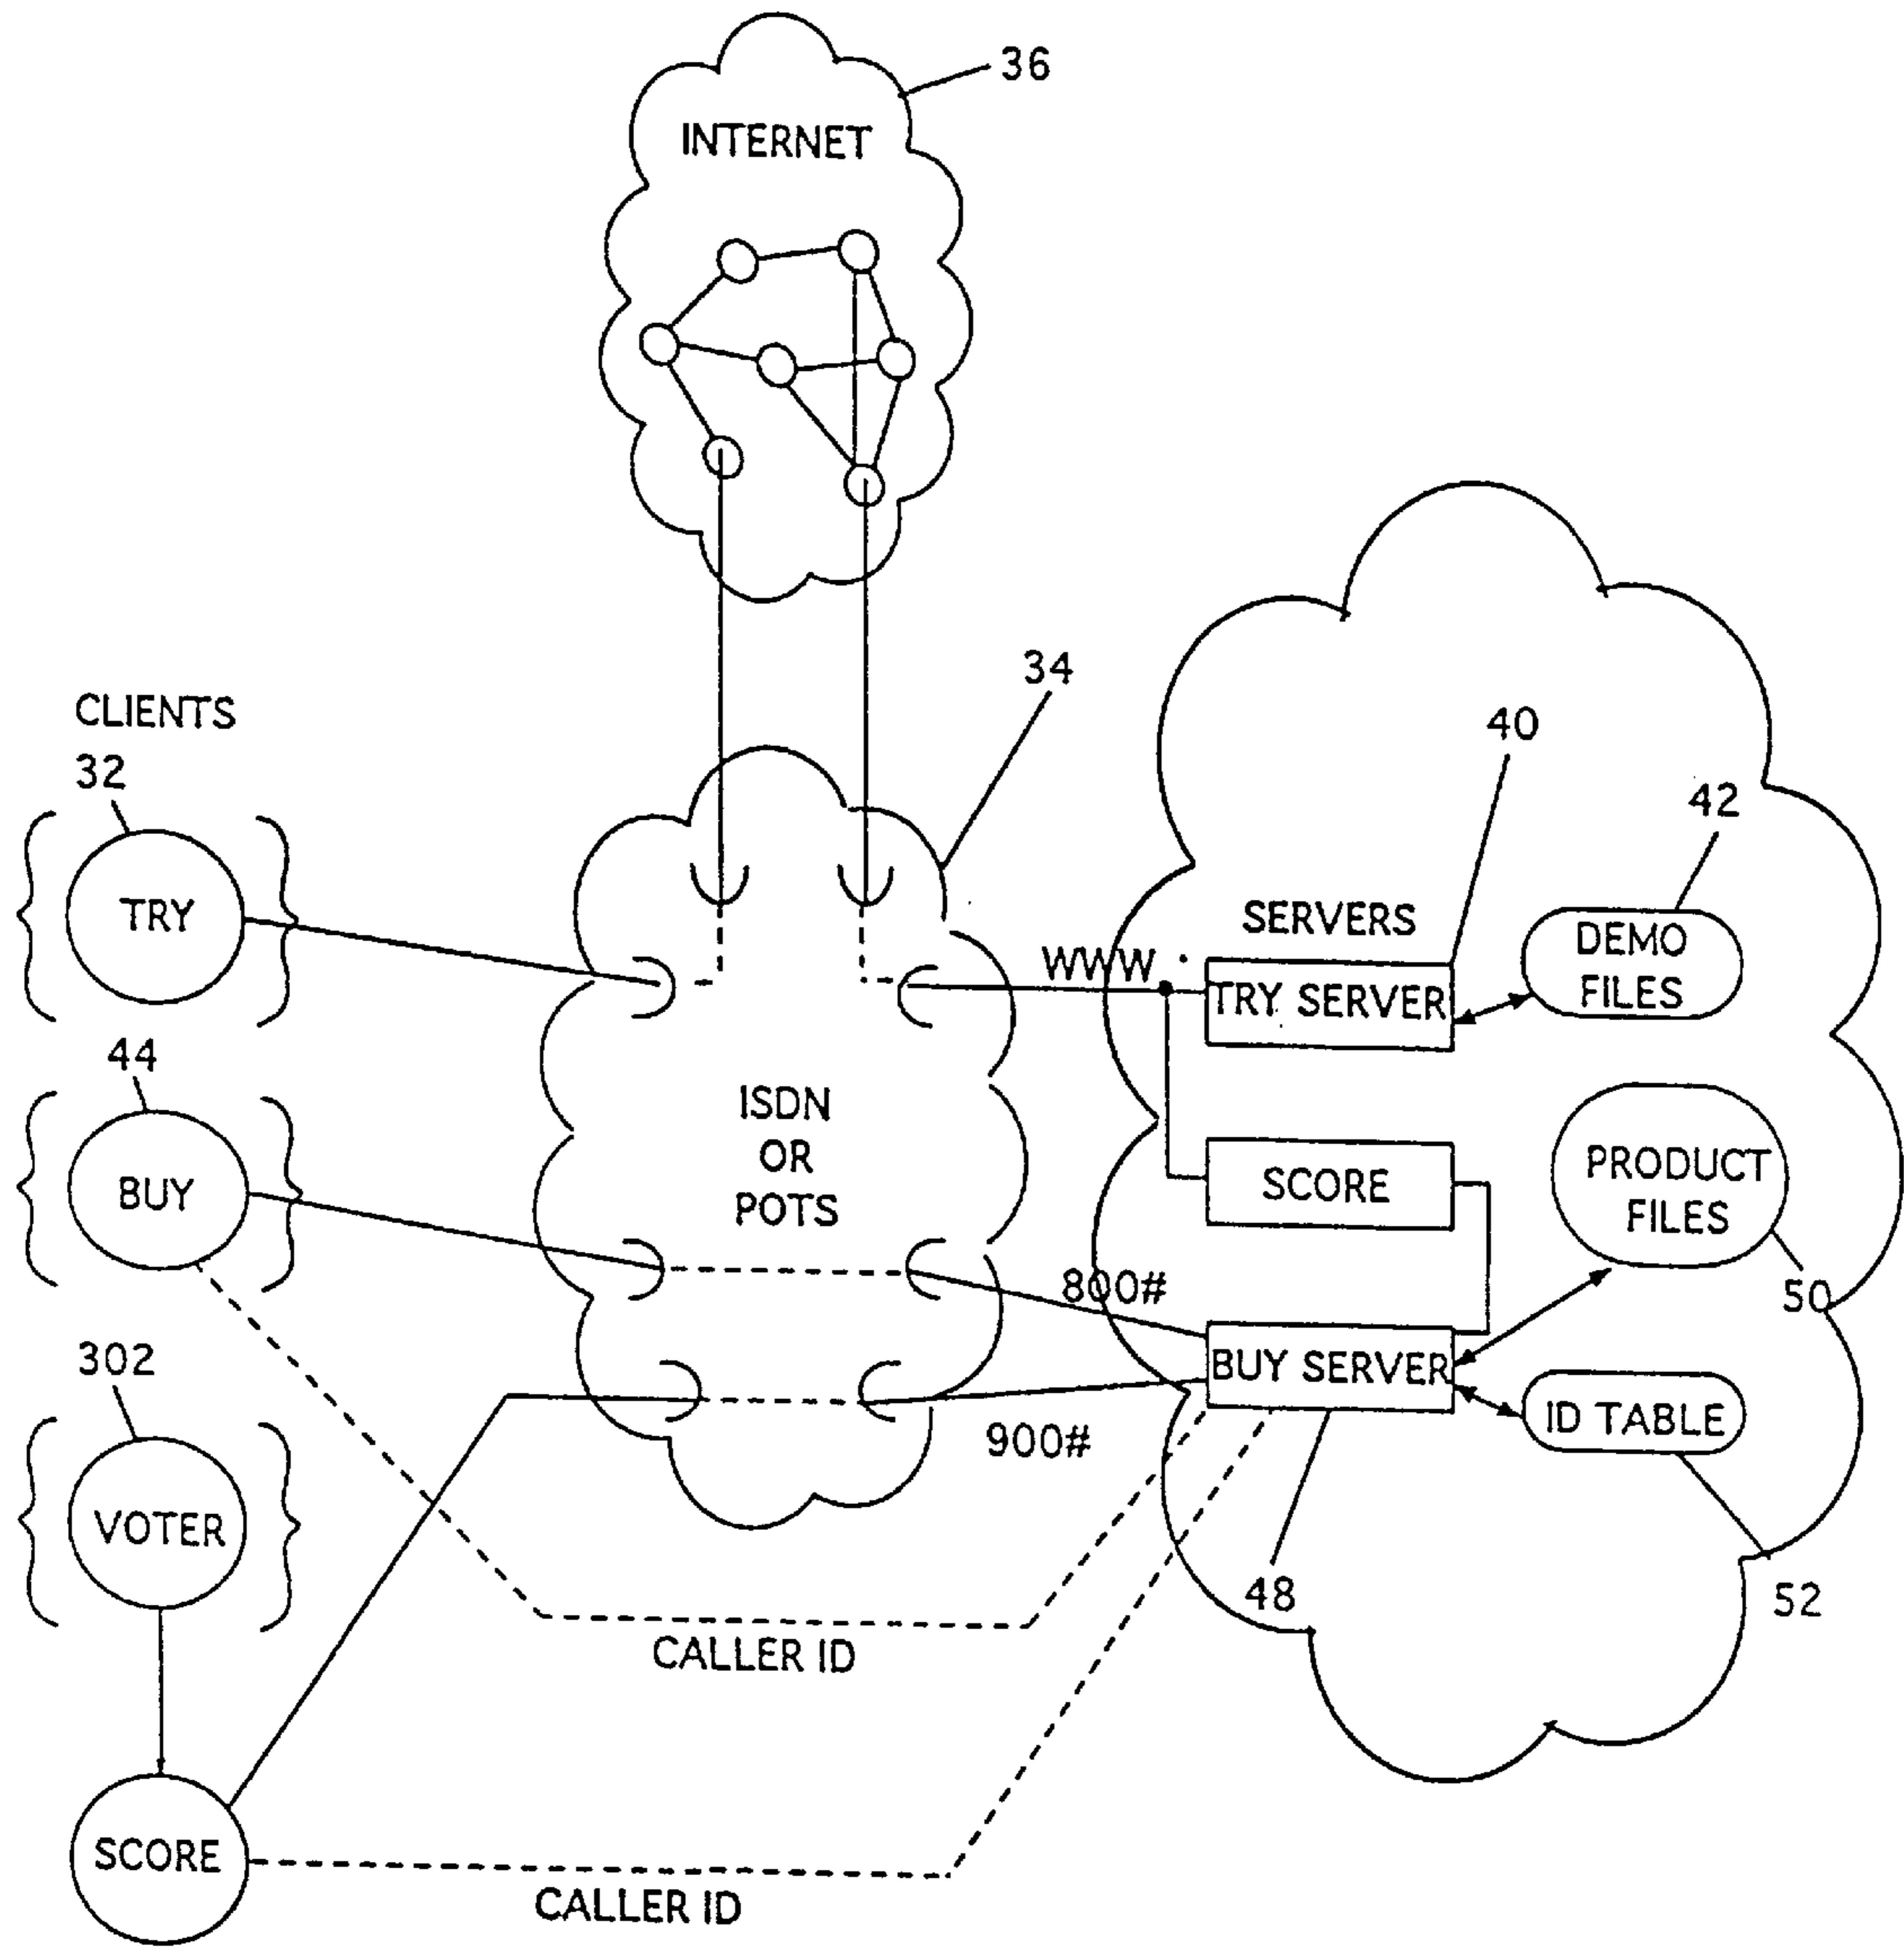 36
INTERNET
34
CLIENTS
32
40
42
TRY
SERVERS
DEMO
FILES
WWW
TRY SERVER
44
ISDN
OR
POTS
BUY
SCORE
PRODUCT
FILES
800#
50
302
BUY SERVER
ID TABLE
900#
VOTER
48
52
CALLER ID
SCORE
CALLER ID